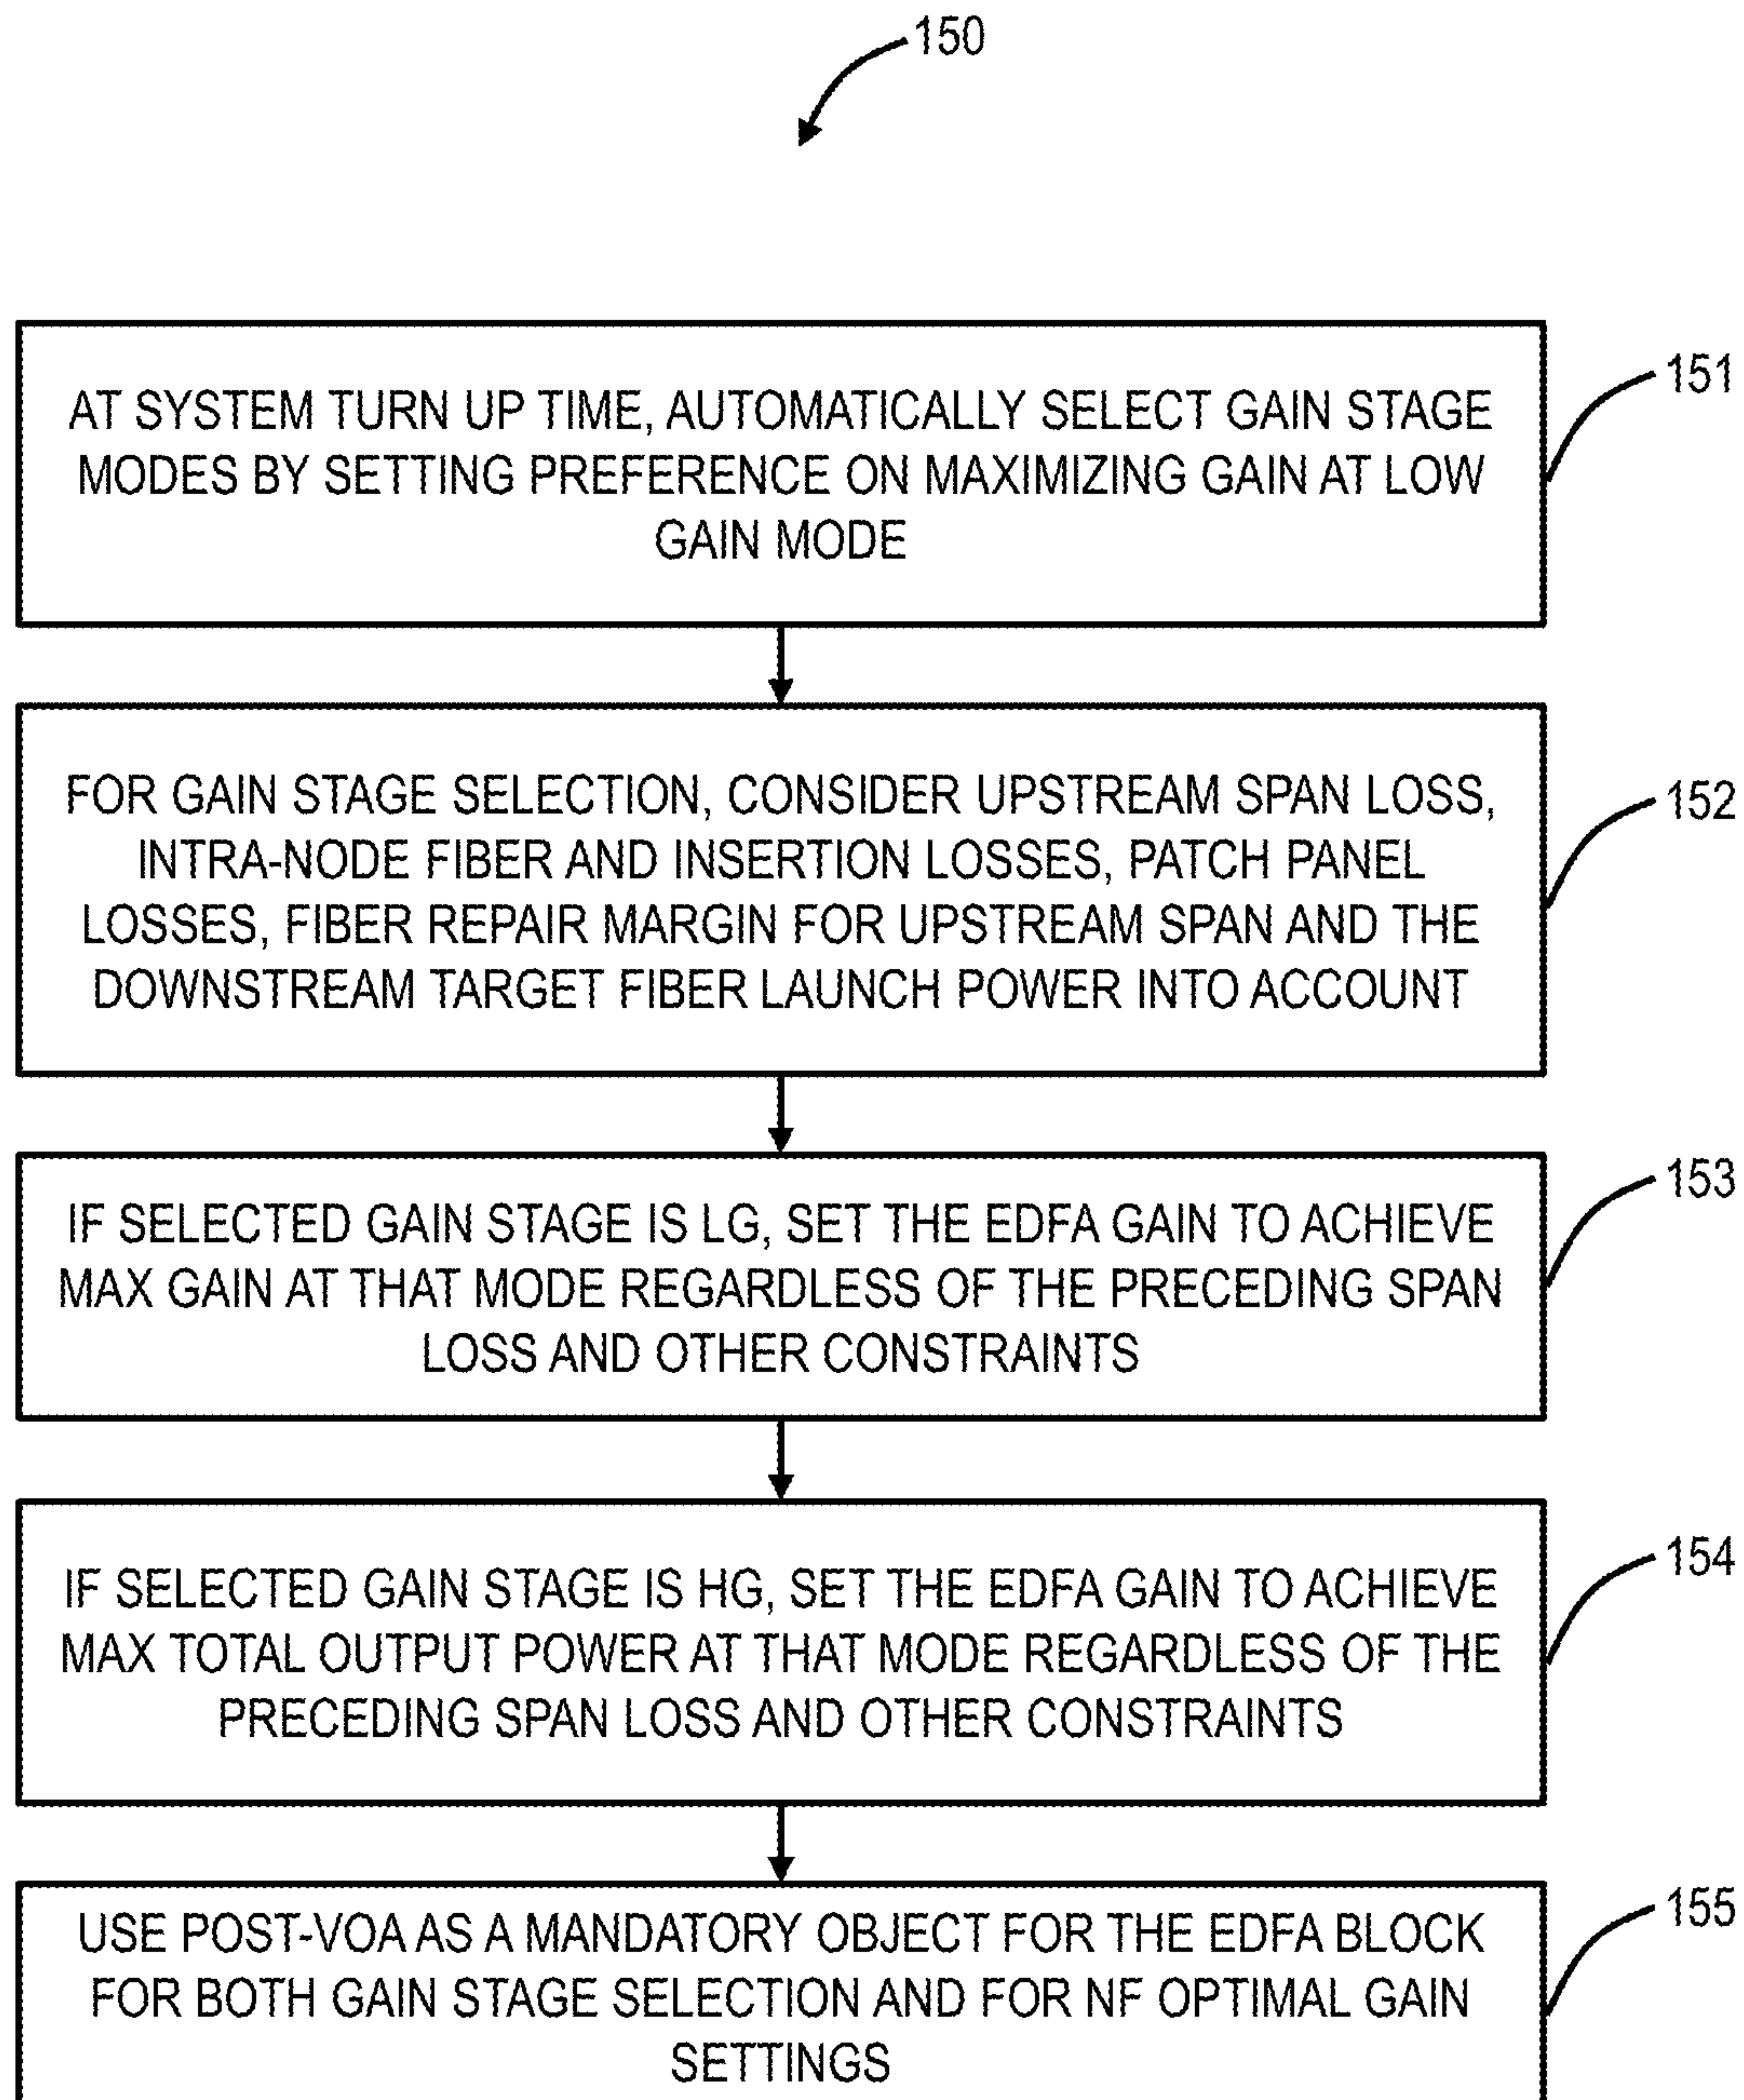 150
AT SYSTEM TURN UP TIME, AUTOMATICALLY SELECT GAIN STAGE
MODES BY SETTING PREFERENCE ON MAXIMIZING GAIN AT LOW
GAIN MODE
151
FOR GAIN STAGE SELECTION, CONSIDER UPSTREAM SPAN LOSS,
INTRA-NODE FIBER AND INSERTION LOSSES, PATCH PANEL
LOSSES, FIBER REPAIR MARGIN FOR UPSTREAM SPAN AND THE
DOWNSTREAM TARGET FIBER LAUNCH POWER INTO ACCOUNT
152
IF SELECTED GAIN STAGE IS LG, SET THE EDFA GAIN TO ACHIEVE
MAX GAIN AT THAT MODE REGARDLESS OF THE PRECEDING SPAN
LOSS AND OTHER CONSTRAINTS
153
IF SELECTED GAIN STAGE IS HG, SET THE EDFA GAIN TO ACHIEVE
MAX TOTAL OUTPUT POWER AT THAT MODE REGARDLESS OF THE
PRECEDING SPAN LOSS AND OTHER CONSTRAINTS
154
USE POST-VOA AS A MANDATORY OBJECT FOR THE EDFA BLOCK
FOR BOTH GAIN STAGE SELECTION AND FOR NF OPTIMAL GAIN
SETTINGS
155